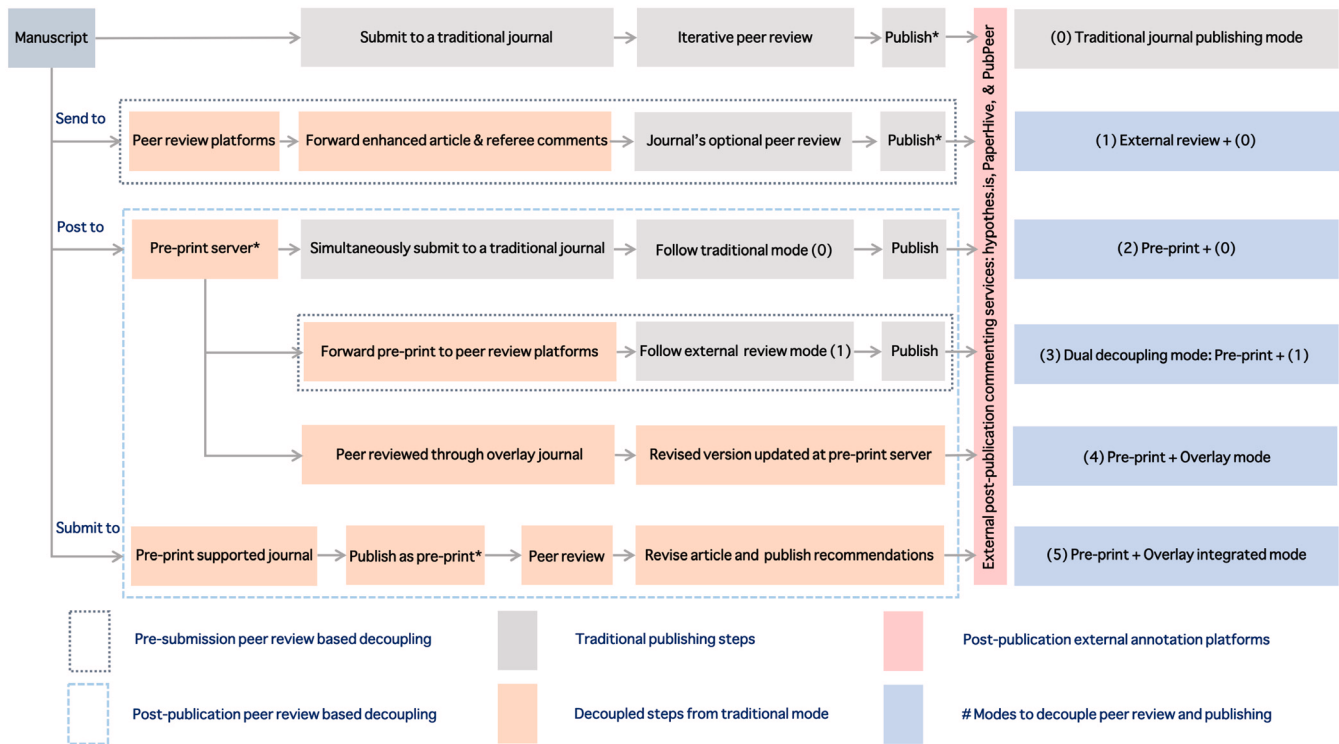 Manuscript
Submit to a traditional journal
Iterative peer review
Publish*
(0) Traditional journal publishing mode
Send to
Peer review platforms
Forward enhanced article & referee comments
Journal's optional peer review
Publish*
(1) External review + (0)
Post to
Pre-print server*
Simultaneously submit to a traditional journal
Follow traditional mode (0)
Publish
(2) Pre-print + (0)
Forward pre-print to peer review platforms
Follow external review mode (1)
Publish
(3) Dual decoupling mode: Pre-print + (1)
Peer reviewed through overlay journal
Revised version updated at pre-print server
(4) Pre-print + Overlay mode
Submit to
Pre-print supported journal
Publish as pre-print*
Peer review
Revise article and publish recommendations
(5) Pre-print + Overlay integrated mode
External post-publication commenting services: hypothes.is, PaperHive, & PubPeer
Pre-submission peer review based decoupling
Traditional publishing steps
Post-publication external annotation platforms
Post-publication peer review based decoupling
Decoupled steps from traditional mode
# Modes to decouple peer review and publishing